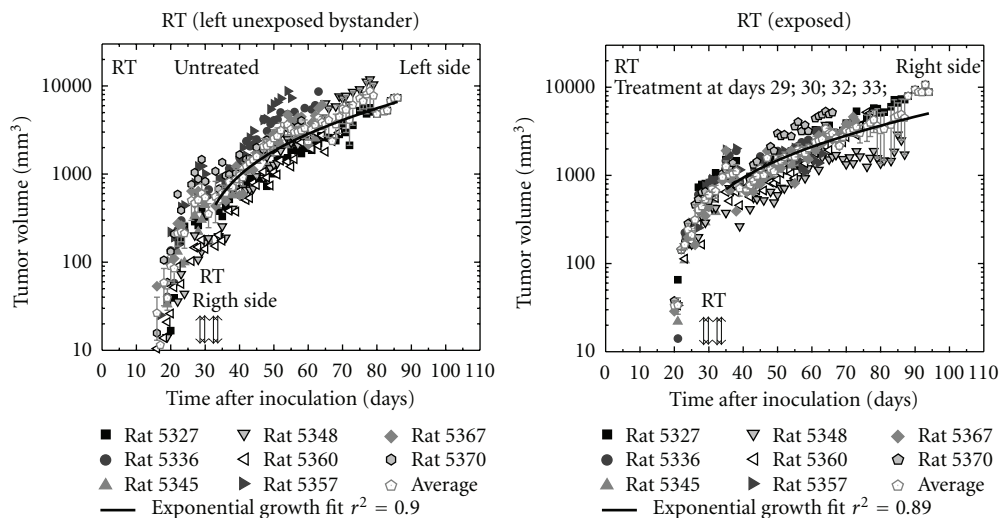 RT (left unexposed bystander)
RT
Untreated
Left side
RT
Rigth side
10000
1000
100
10
Tumor volume (mm³)
0 10 20 30 40 50 60 70 80 90 100 110
Time after inoculation (days)
Rat 5327 Rat 5348 Rat 5367
Rat 5336 Rat 5360 Rat 5370
Rat 5345 Rat 5357 Average
Exponential growth fit r² = 0.9
RT (exposed)
RT
Right side
Treatment at days 29; 30; 32; 33;
RT
10000
1000
100
10
Tumor volume (mm³)
0 10 20 30 40 50 60 70 80 90 100 110
Time after inoculation (days)
Rat 5327 Rat 5348 Rat 5367
Rat 5336 Rat 5360 Rat 5370
Rat 5345 Rat 5357 Average
Exponential growth fit r² = 0.89